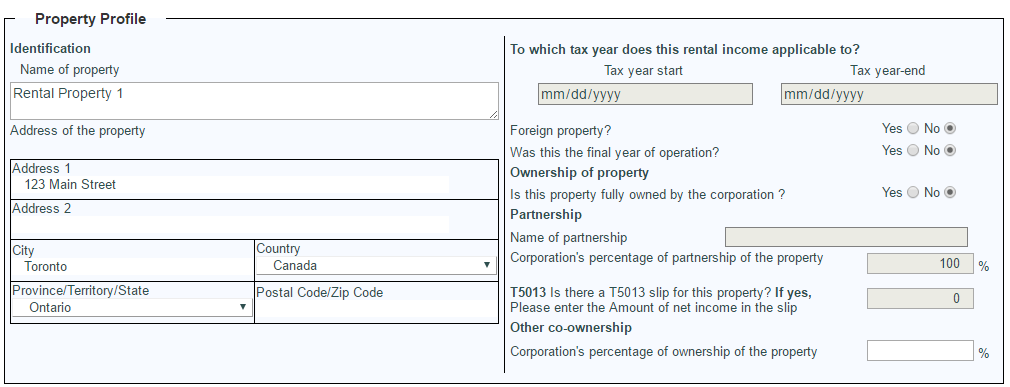 Property Profile
Identification
Name of property
Rental Property 1
Address of the property
Address 1
123 Main Street
Address 2
City
Toronto
Country
Canada
Province/Territory/State
Ontario
Postal Code/Zip Code
To which tax year does this rental income applicable to?
Tax year start Tax year-end
mm/dd/yyyy mm/dd/yyyy
Foreign property? Yes No
Was this the final year of operation? Yes No
Ownership of property
Is this property fully owned by the corporation ? Yes No
Partnership
Name of partnership
Corporation's percentage of partnership of the property 100 %
T5013 Is there a T5013 slip for this property? If yes,
Please enter the Amount of net income in the slip 0
Other co-ownership
Corporation's percentage of ownership of the property %